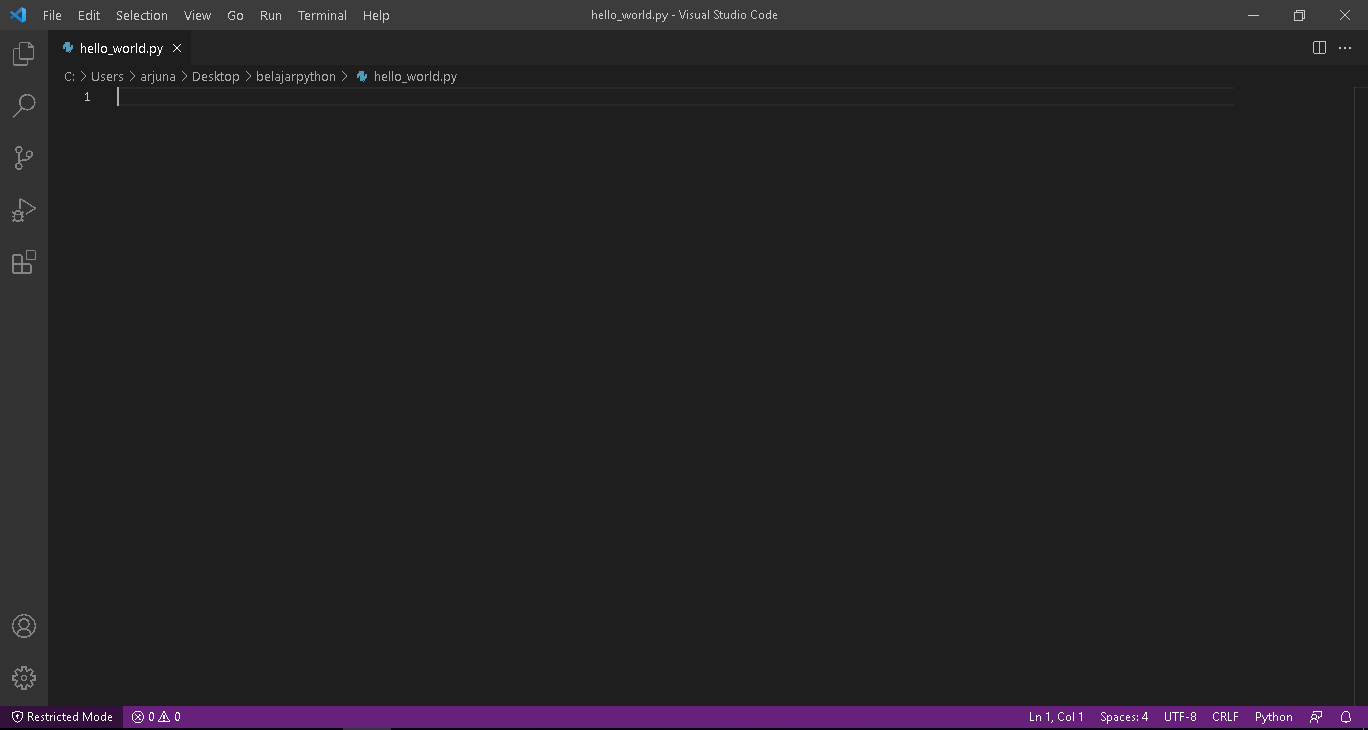 File Edit Selection View Go Run Terminal Help hello_world.py - Visual Studio Code
hello_world.py
C: Users arjuna Desktop belajarpython hello_world.py
1
Restricted Mode 0 0 Ln 1, Col 1 Spaces: 4 UTF-8 CRLF Python